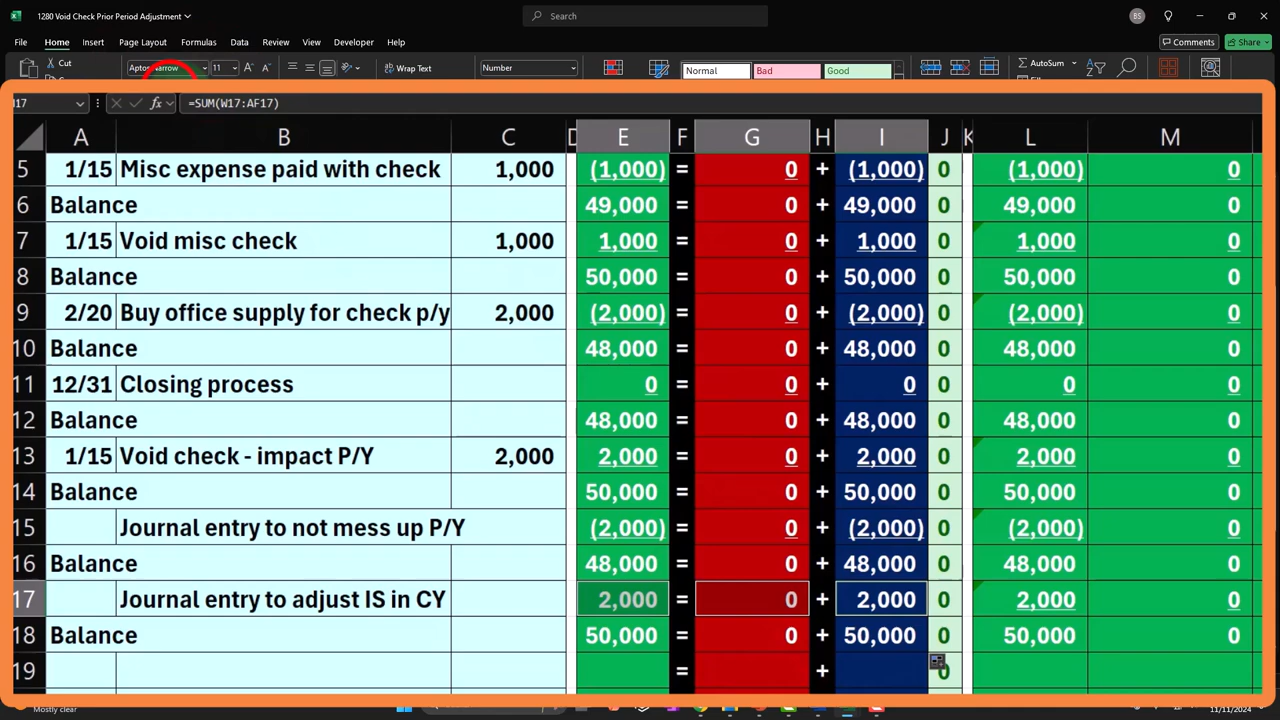 1280 Void Check Prior Period Adjustment
Search
BS
File Home Insert Draw Page Layout Formulas Data Review View Developer Help
Comments Share
Cut Aptos Narrow 11 Wrap Text Number Normal Bad Good AutoSum
=SUM(W17:AF17)
A B C D E F G H I J K L M
5 1/15 Misc expense paid with check 1,000 (1,000) = 0 + (1,000) 0 (1,000) 0
6 Balance 49,000 = 0 + 49,000 0 49,000 0
7 1/15 Void misc check 1,000 1,000 = 0 + 1,000 0 1,000 0
8 Balance 50,000 = 0 + 50,000 0 50,000 0
9 2/20 Buy office supply for check p/y 2,000 (2,000) = 0 + (2,000) 0 (2,000) 0
10 Balance 48,000 = 0 + 48,000 0 48,000 0
11 12/31 Closing process 0 = 0 + 0 0 0 0
12 Balance 48,000 = 0 + 48,000 0 48,000 0
13 1/15 Void check - impact P/Y 2,000 2,000 = 0 + 2,000 0 2,000 0
14 Balance 50,000 = 0 + 50,000 0 50,000 0
15 Journal entry to not mess up P/Y (2,000) = 0 + (2,000) 0 (2,000) 0
16 Balance 48,000 = 0 + 48,000 0 48,000 0
17 Journal entry to adjust IS in CY 2,000 = 0 + 2,000 0 2,000 0
18 Balance 50,000 = 0 + 50,000 0 50,000 0
19 = + 0
Mostly clear
11/11/2024